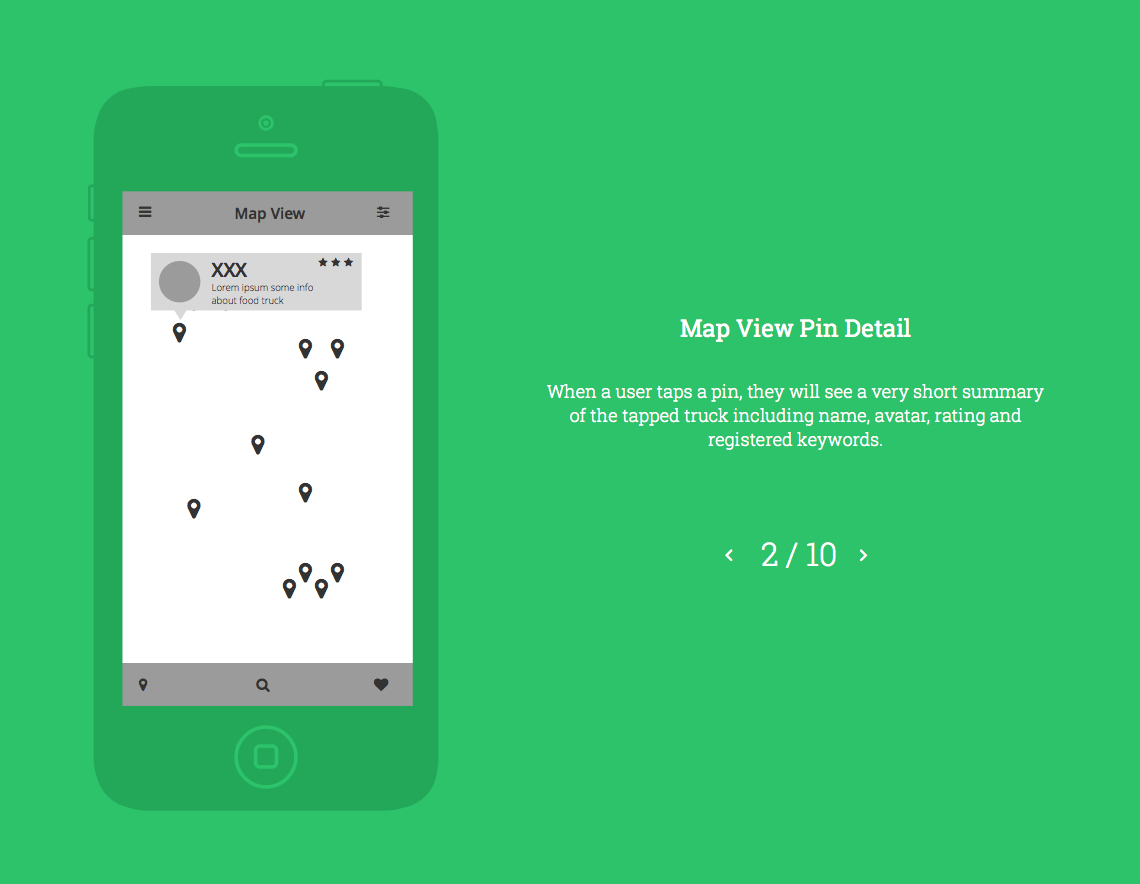 Map View
XXX
Lorem ipsum some info
about food truck
Map View Pin Detail
When a user taps a pin, they will see a very short summary
of the tapped truck including name, avatar, rating and
registered keywords.
2 / 10